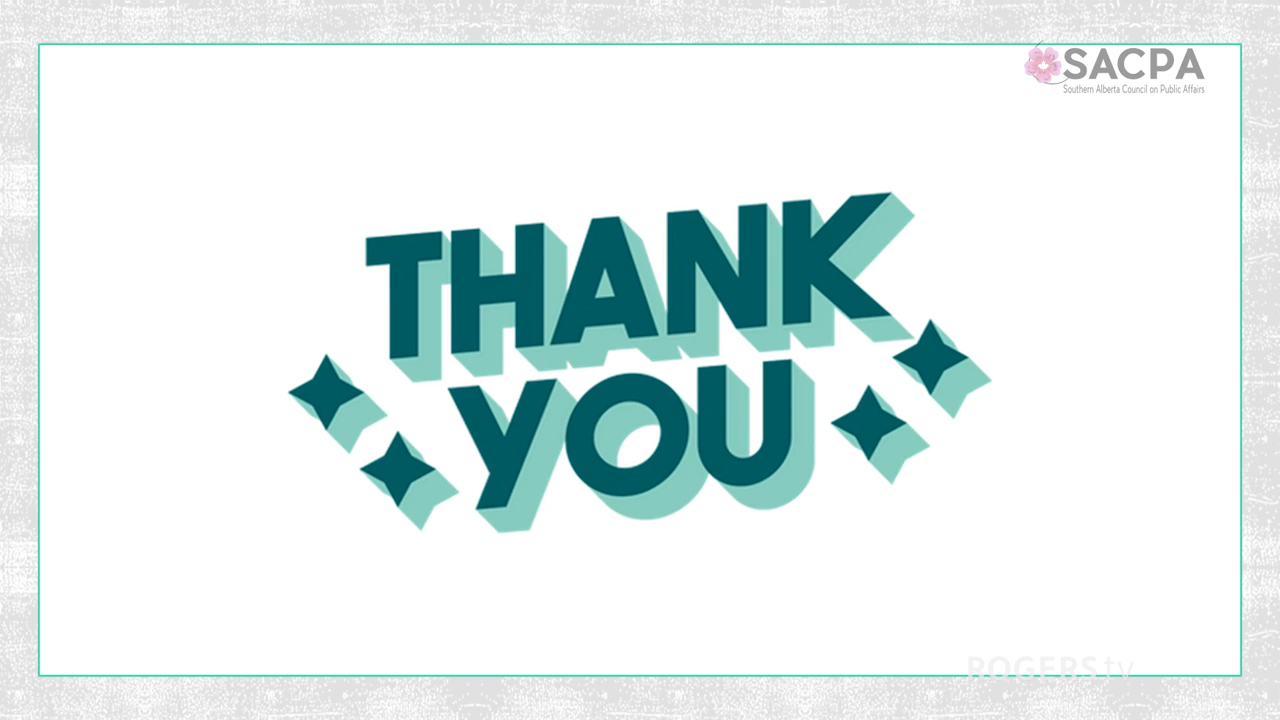 SACPA
Southern Alberta Council on Public Affairs
THANK
YOU
ROGERS tv